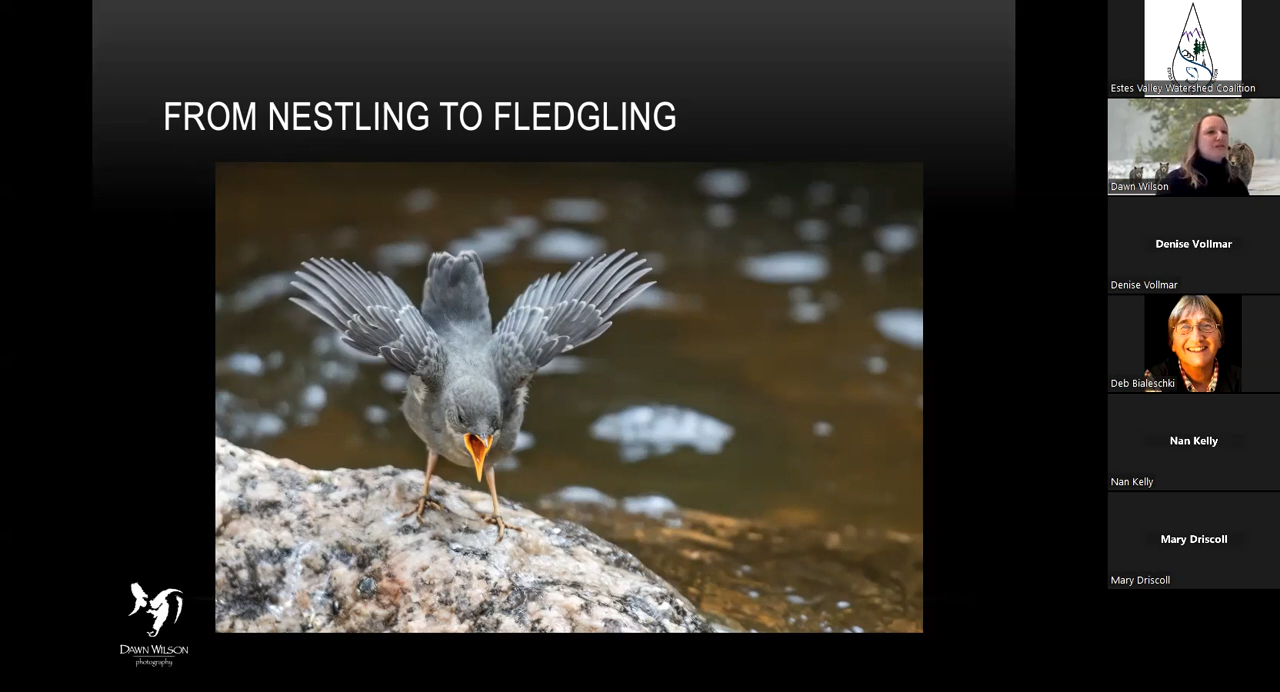 FROM NESTLING TO FLEDGLING
DAWN WILSON
photography
Estes Valley Watershed Coalition
Dawn Wilson
Denise Vollmar
Denise Vollmar
Deb Bialeschki
Nan Kelly
Nan Kelly
Mary Driscoll
Mary Driscoll